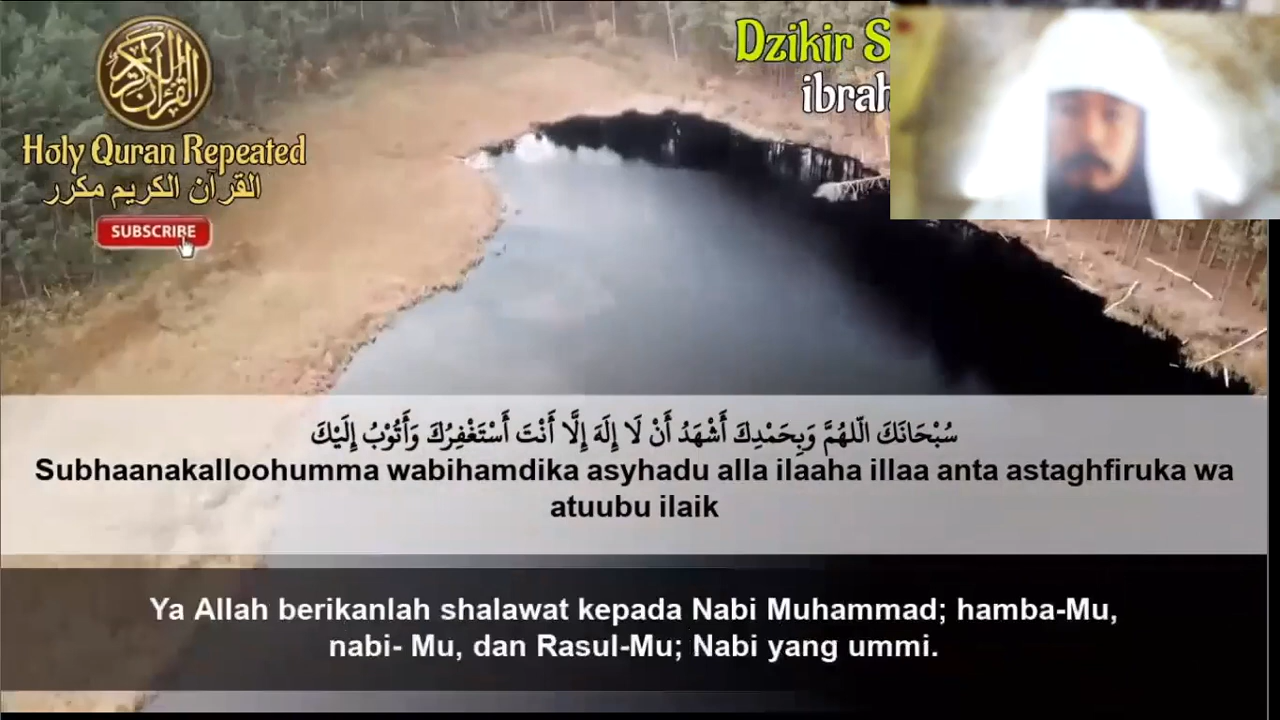 Dzikir
ibrah
Holy Quran Repeated
القرآن الكريم مكرر
SUBSCRIBE
سُبْحَانَكَ اللّٰهُمَّ وَبِحَمْدِكَ أَشْهَدُ أَنْ لَا إِلَهَ إِلَّا أَنْتَ أَسْتَغْفِرُكَ وَأَتُوْبُ إِلَيْكَ
Subhaanakalloohumma wabihamdika asyhadu alla ilaaha illaa anta astaghfiruka wa
atuubu ilaik
Ya Allah berikanlah shalawat kepada Nabi Muhammad; hamba-Mu,
nabi- Mu, dan Rasul-Mu; Nabi yang ummi.